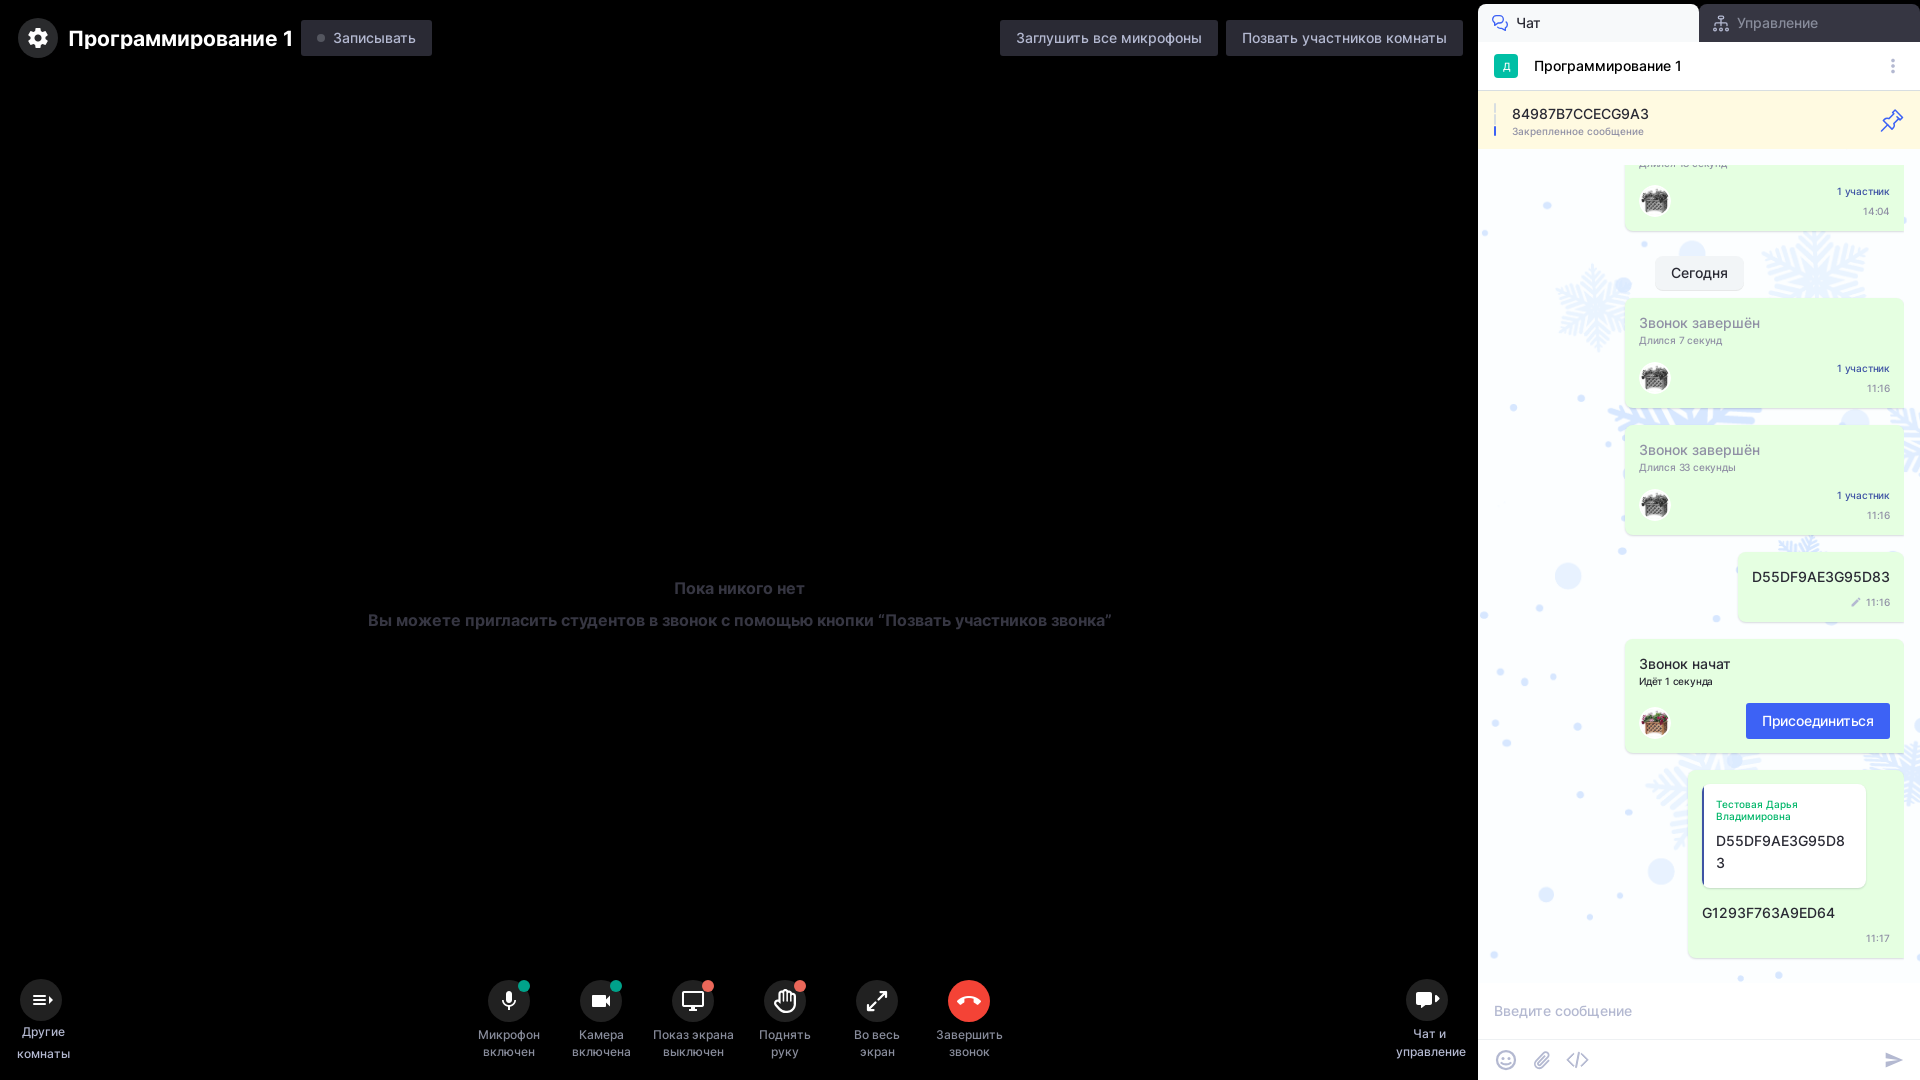 Программирование 1
Записывать
Заглушить все микрофоны
Позвать участников комнаты
Пока никого нет
Вы можете пригласить студентов в звонок с помощью кнопки “Позвать участников звонка”
Другие
комнаты
Микрофон
включен
Камера
включена
Показ экрана
выключен
Поднять
руку
Во весь
экран
Завершить
звонок
Чат и
управление
Чат
Управление
Д
Программирование 1
84987B7CCECG9A3
Закрепленное сообщение
1 участник
14:04
Сегодня
Звонок завершён
Длился 7 секунд
1 участник
11:16
Звонок завершён
Длился 33 секунды
1 участник
11:16
D55DF9AE3G95D83
11:16
Звонок начат
Идёт 1 секунда
Присоединиться
Тестовая Дарья
Владимировна
D55DF9AE3G95D8
3
G1293F763A9ED64
11:17
Введите сообщение